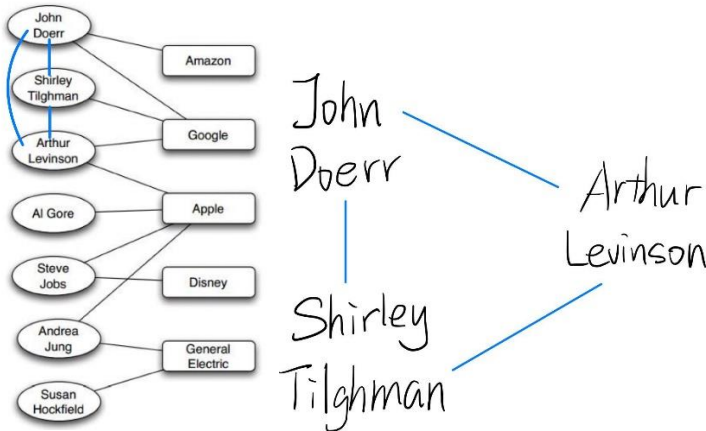 John
Doerr
Amazon
Shirley
Tilghman
Google
Arthur
Levinson
Al Gore
Apple
Steve
Jobs
Disney
Andrea
Jung
General
Electric
Susan
Hockfield
John
Doerr
Arthur
Levinson
Shirley
Tilghman